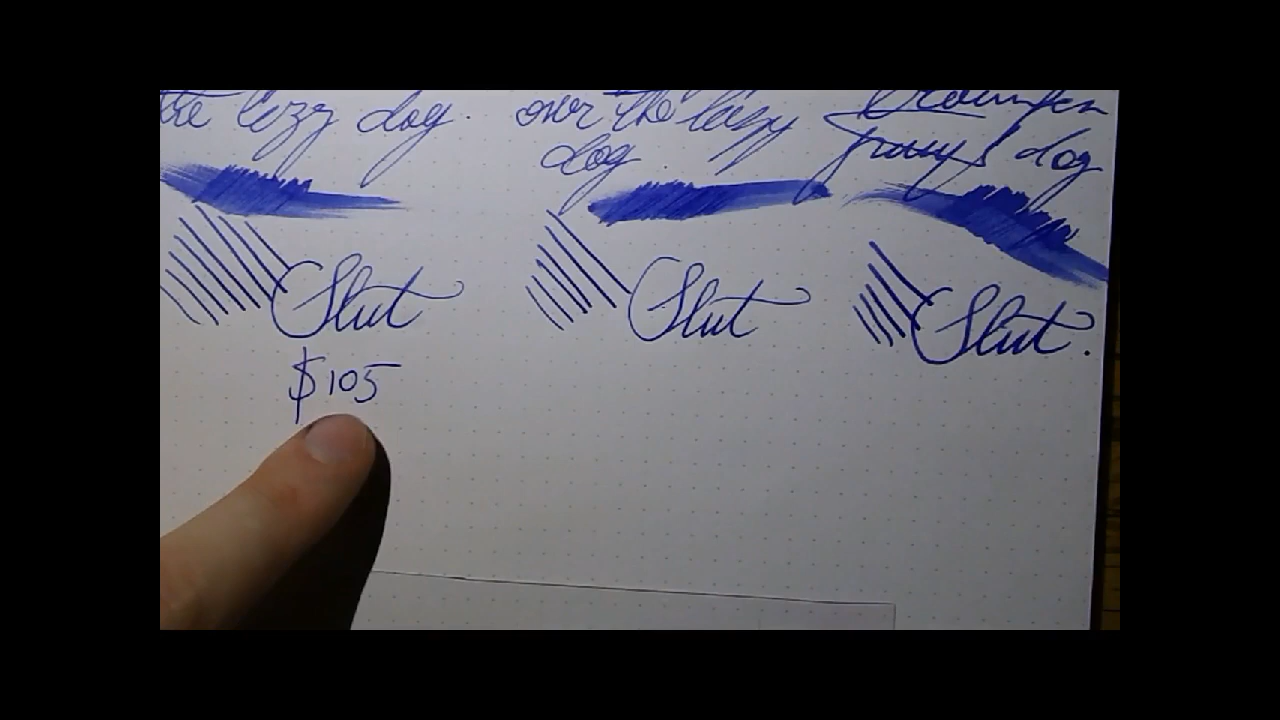 the lazy dog.
over the lazy
dog
dog
Slut
Slut
Slut.
$105